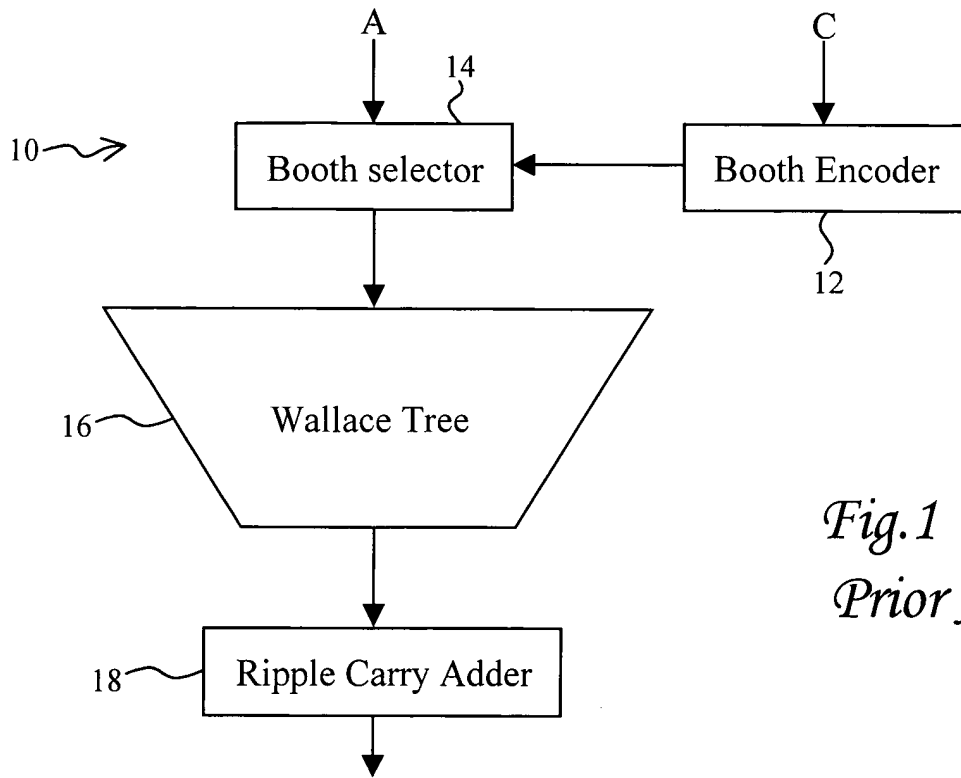 A
C
14
10
Booth selector
Booth Encoder
12
16
Wallace Tree
Fig.1
Prior
18
Ripple Carry Adder